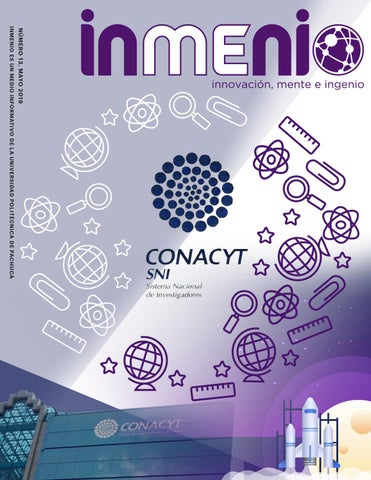 inmenio
innovación, mente e ingenio
NÚMERO 13, MAYO 2019
INMENIO ES UN MEDIO INFORMATIVO DE LA UNIVERSIDAD POLITÉCNICA DE PACHUCA
CONACYT
SNI
Sistema Nacional
de Investigadores
CONACYT